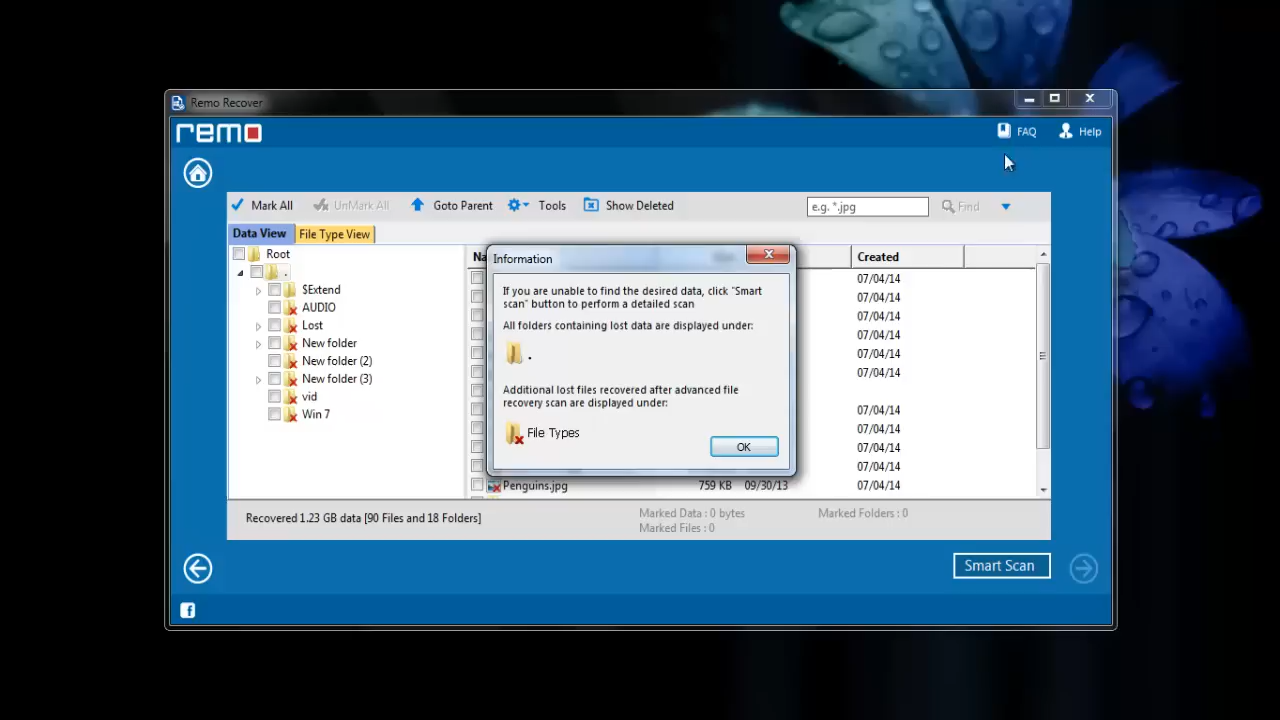 Remo Recover
remo
FAQ
Help
Mark All
UnMark All
Goto Parent
Tools
Show Deleted
e.g. *.jpg
Find
Data View
File Type View
Root
.
$Extend
AUDIO
Lost
New folder
New folder (2)
New folder (3)
vid
Win 7
Created
07/04/14
07/04/14
07/04/14
07/04/14
07/04/14
07/04/14
07/04/14
07/04/14
07/04/14
07/04/14
Penguins.jpg 759 KB 09/30/13 07/04/14
Information
If you are unable to find the desired data, click "Smart
scan" button to perform a detailed scan
All folders containing lost data are displayed under:
.
Additional lost files recovered after advanced file
recovery scan are displayed under:
File Types
OK
Recovered 1.23 GB data [90 Files and 18 Folders]
Marked Data : 0 bytes
Marked Files : 0
Marked Folders : 0
Smart Scan
f